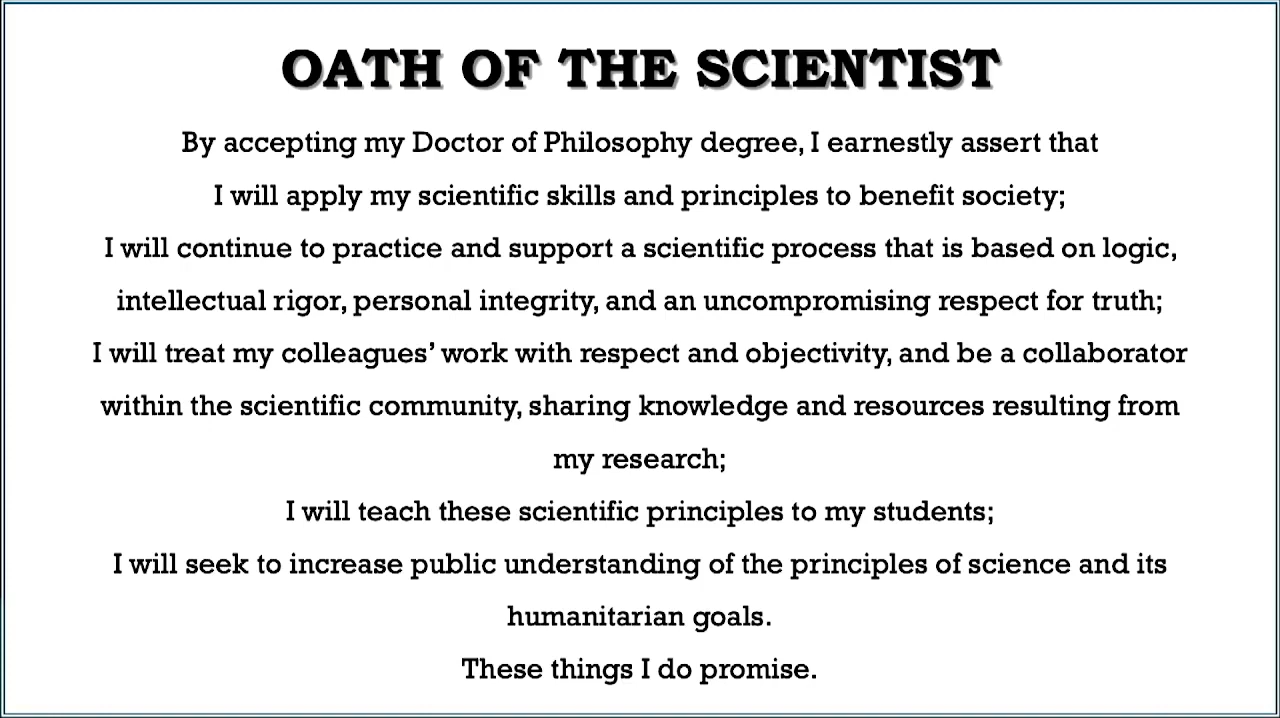 OATH OF THE SCIENTIST
By accepting my Doctor of Philosophy degree, I earnestly assert that
I will apply my scientific skills and principles to benefit society;
I will continue to practice and support a scientific process that is based on logic,
intellectual rigor, personal integrity, and an uncompromising respect for truth;
I will treat my colleagues’ work with respect and objectivity, and be a collaborator
within the scientific community, sharing knowledge and resources resulting from
my research;
I will teach these scientific principles to my students;
I will seek to increase public understanding of the principles of science and its
humanitarian goals.
These things I do promise.